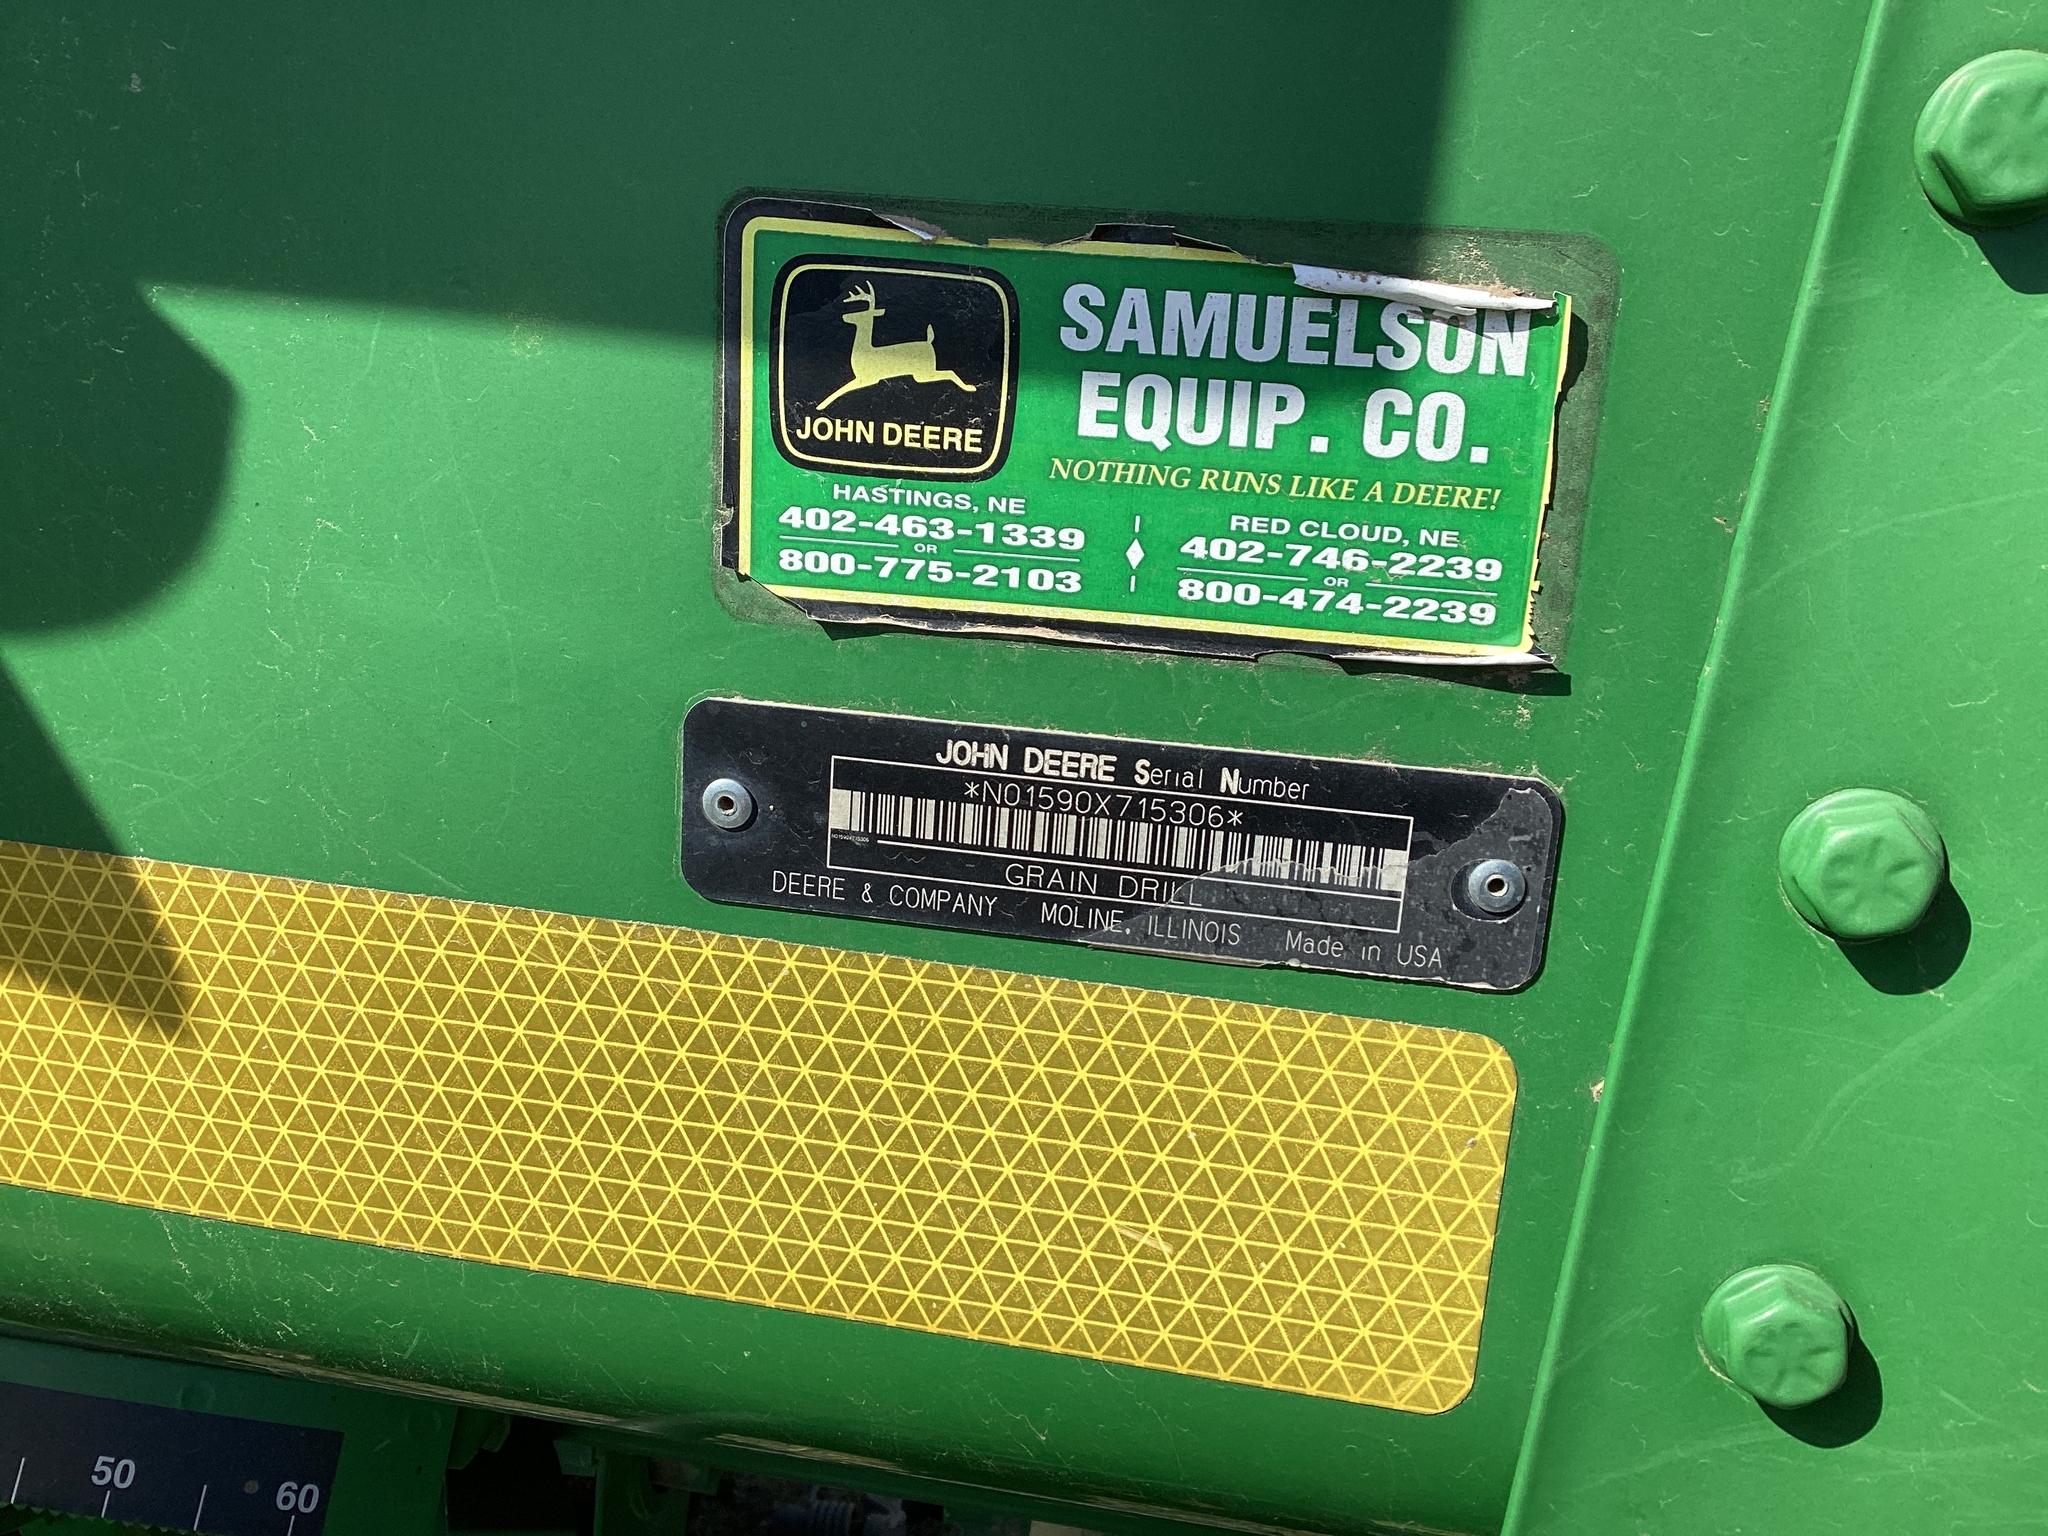 SAMUELSON
EQUIP. CO.
JOHN DEERE
NOTHING RUNS LIKE A DEERE!
HASTINGS, NE
402-463-1339
OR
800-775-2103
RED CLOUD, NE
402-746-2239
OR
800-474-2239
JOHN DEERE Serial Number
*N01590X715306*
N01590X715306
GRAIN DRILL
DEERE & COMPANY MOLINE, ILLINOIS Made in USA
50
60